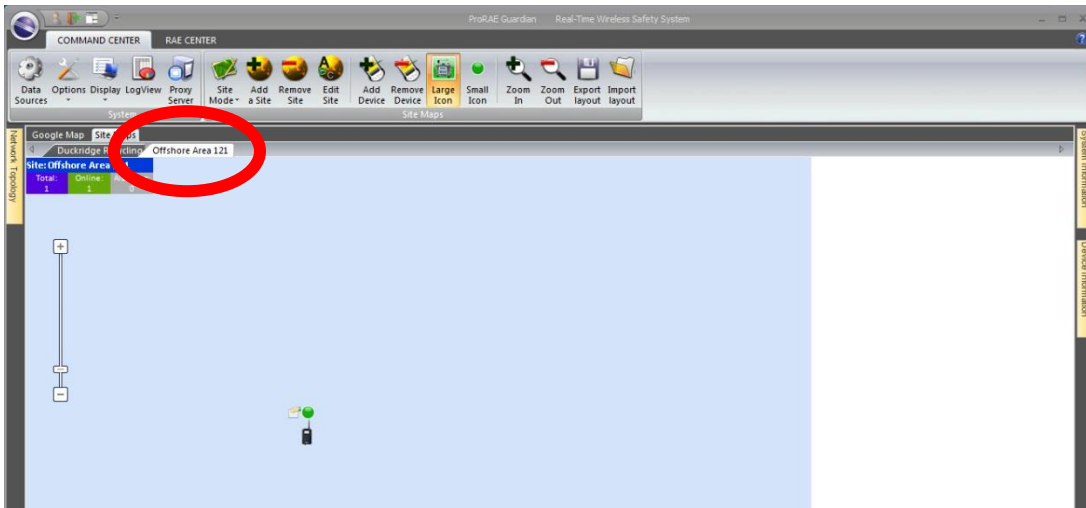 ProRAE Guardian Real-Time Wireless Safety System
COMMAND CENTER RAE CENTER
Data Sources
Options
Display
LogView
Proxy Server
Site Mode
Add a Site
Remove Site
Edit Site
Add Device
Remove Device
Large Icon
Small Icon
Zoom In
Zoom Out
Export layout
Import layout
System
Site Maps
Network Topology
Google Map Site
Duckridge Offshore Area 121
Site: Offshore Area
Total: Online:
1 1 0
System Information
Device Information